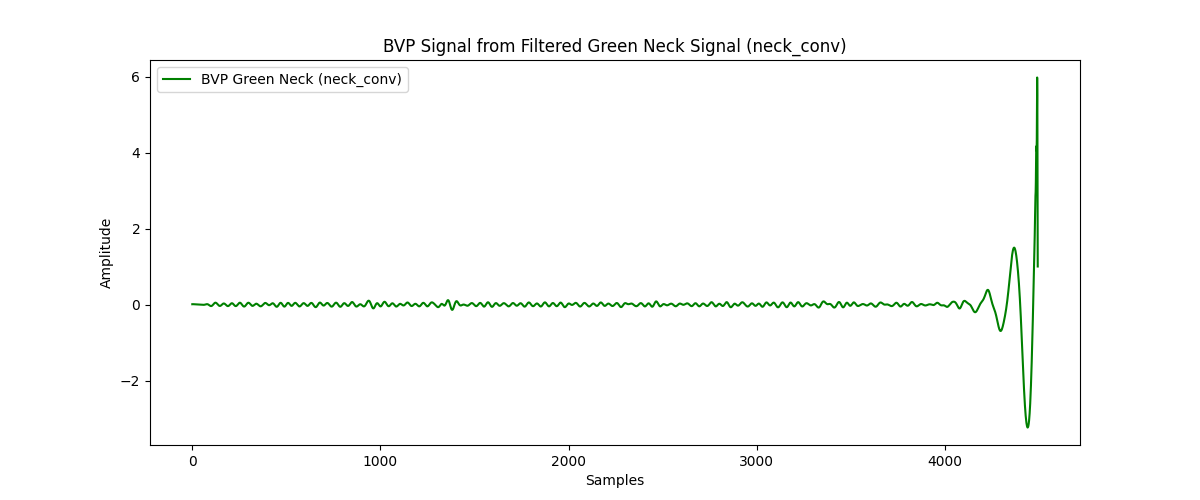 BVP Signal from Filtered Green Neck Signal (neck_conv)
BVP Green Neck (neck_conv)
6
4
2
0
−2
Amplitude
0 1000 2000 3000 4000
Samples